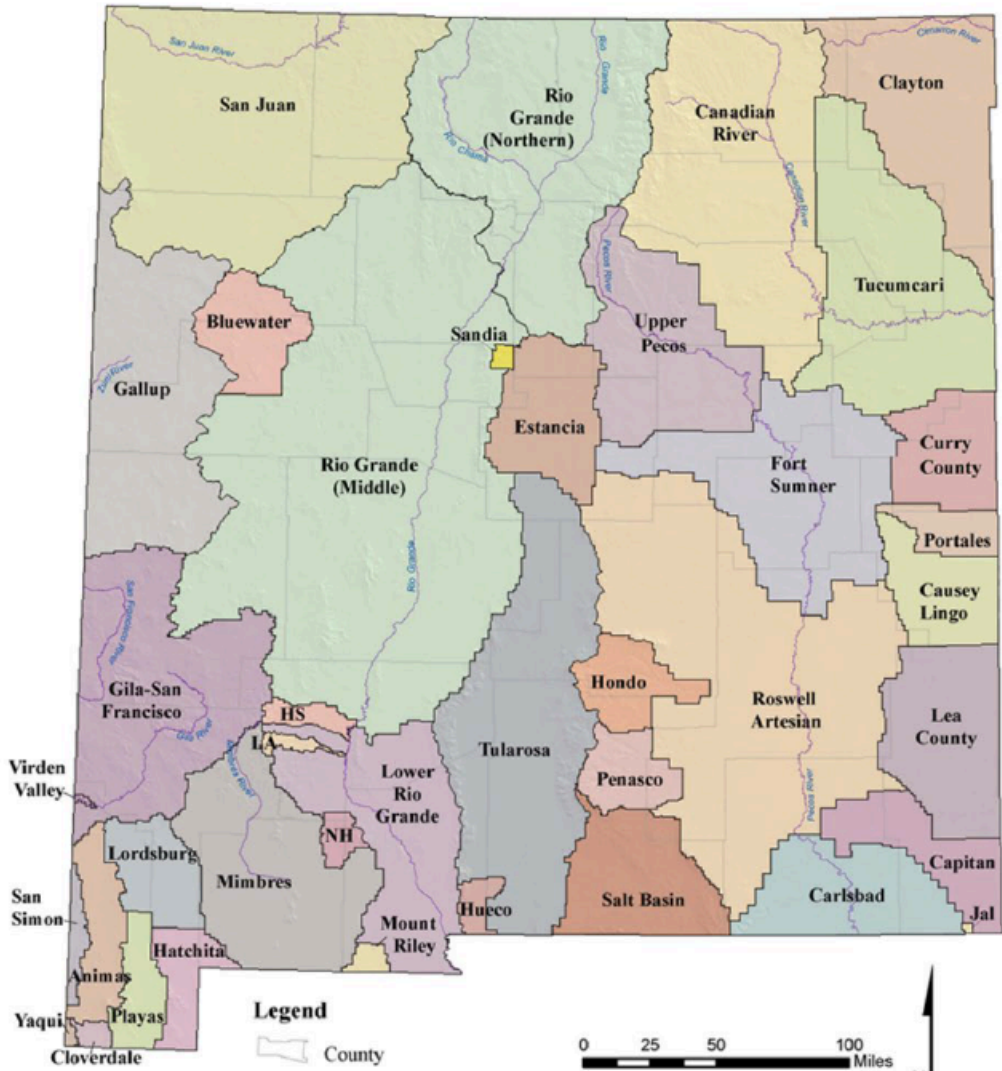 San Juan River
Rio Grande
Cimarron River
San Juan
Rio
Grande
(Northern)
Canadian
River
Clayton
Rio Chama
Canadian River
Pecos River
Tucumcari
Bluewater
Sandia
Upper
Pecos
Zuni River
Gallup
Estancia
Curry
County
Rio Grande
(Middle)
Fort
Sumner
Portales
Rio Grande
Causey
Lingo
San Francisco River
Gila-San
Francisco
Hondo
Roswell
Artesian
Lea
County
HS
Gila River
LA
Mimbres River
Tularosa
Virden
Valley
Lower
Rio
Grande
Penasco
Pecos River
NH
Lordsburg
Mimbres
Capitan
San
Simon
Hueco
Salt Basin
Carlsbad
Jal
Mount
Riley
Hatchita
Animas
Playas
Yaqui
Cloverdale
Legend
County
0 25 50 100
Miles